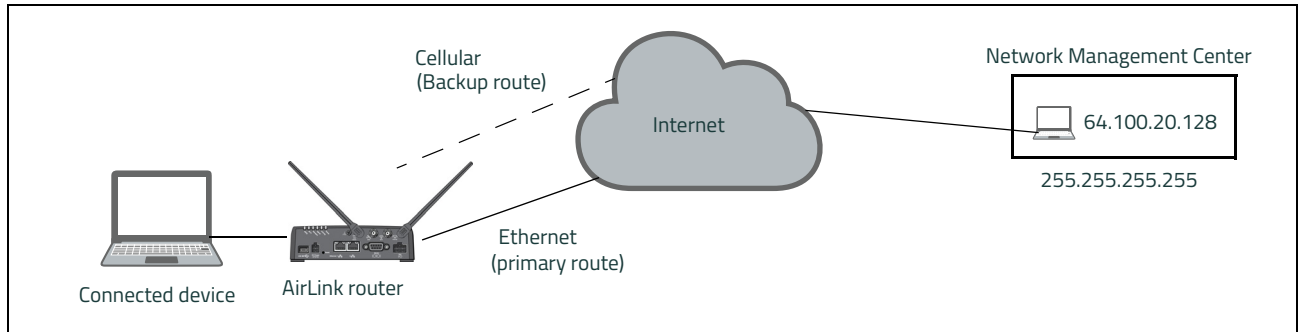 Cellular
(Backup route)
Network Management Center
Internet
64.100.20.128
255.255.255.255
Ethernet
(primary route)
Connected device
AirLink router